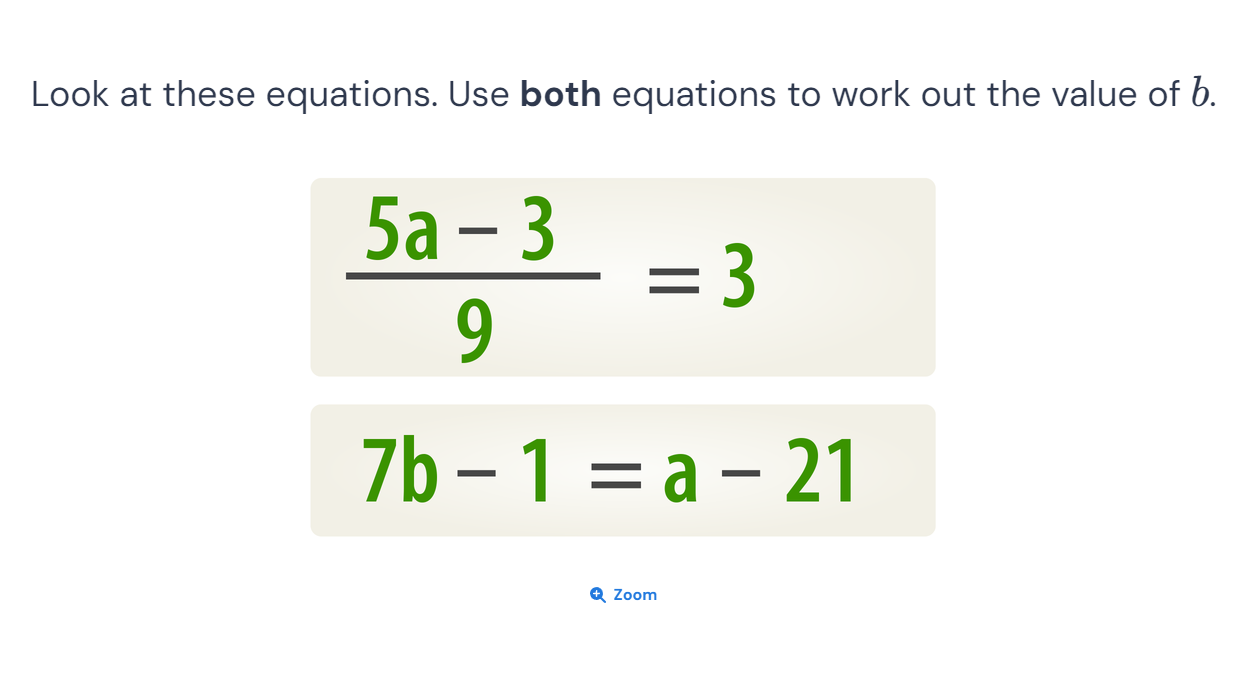 Look at these equations. Use both equations to work out the value of b.
5a − 3
9
= 3
7b − 1 = a − 21
Zoom